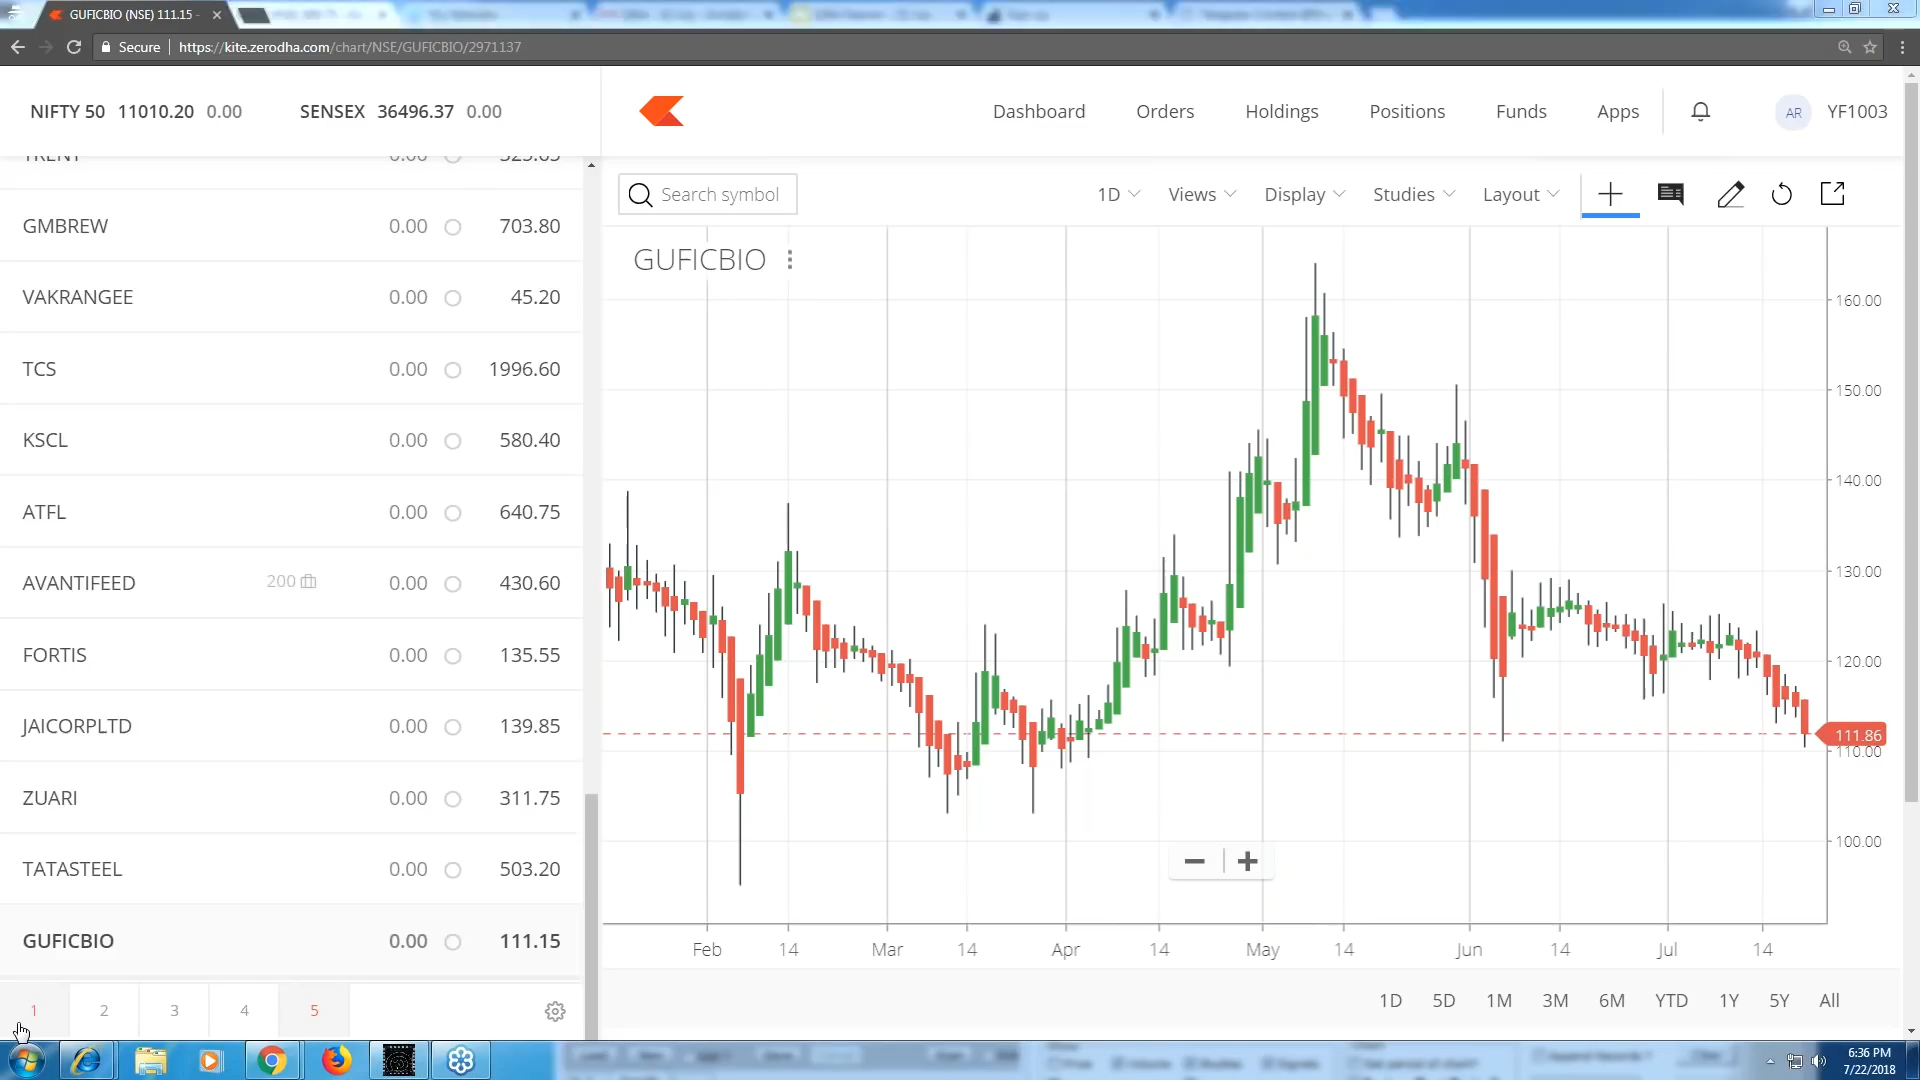 GUFICBIO (NSE) 111.15 -
Secure https://kite.zerodha.com/chart/NSE/GUFICBIO/2971137
NIFTY 50 11010.20 0.00 SENSEX 36496.37 0.00
Dashboard Orders Holdings Positions Funds Apps AR YF1003
TRENT 0.00
GMBREW 0.00 703.80
VAKRANGEE 0.00 45.20
TCS 0.00 1996.60
KSCL 0.00 580.40
ATFL 0.00 640.75
AVANTIFEED 200 0.00 430.60
FORTIS 0.00 135.55
JAICORPLTD 0.00 139.85
ZUARI 0.00 311.75
TATASTEEL 0.00 503.20
GUFICBIO 0.00 111.15
1 2 3 4 5
Search symbol 1D Views Display Studies Layout
GUFICBIO
160.00
150.00
140.00
130.00
120.00
111.86
110.00
100.00
Feb 14 Mar 14 Apr 14 May 14 Jun 14 Jul 14
1D 5D 1M 3M 6M YTD 1Y 5Y All
6:36 PM
7/22/2018